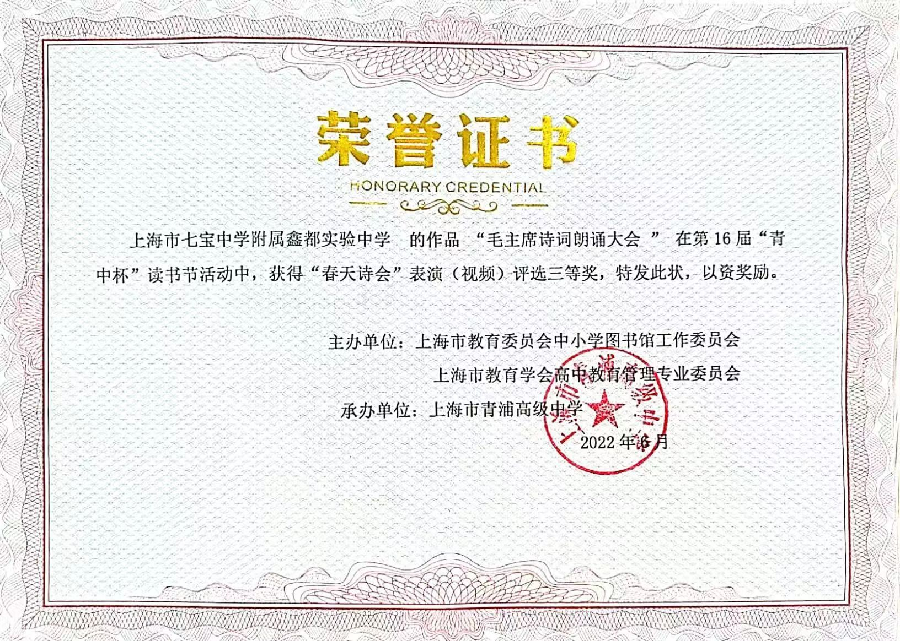 荣誉证书
HONORARY CREDENTIAL
上海市七宝中学附属鑫都实验中学 的作品 “毛主席诗词朗诵大会 ” 在第 16 届 “青
中杯” 读书节活动中，获得 “春天诗会” 表演（视频）评选三等奖，特发此状，以资奖励。
主办单位：上海市教育委员会中小学图书馆工作委员会
上海市教育学会高中教育管理专业委员会
承办单位：上海市青浦高级中学
上海市青浦高级中学
2022 年 6 月